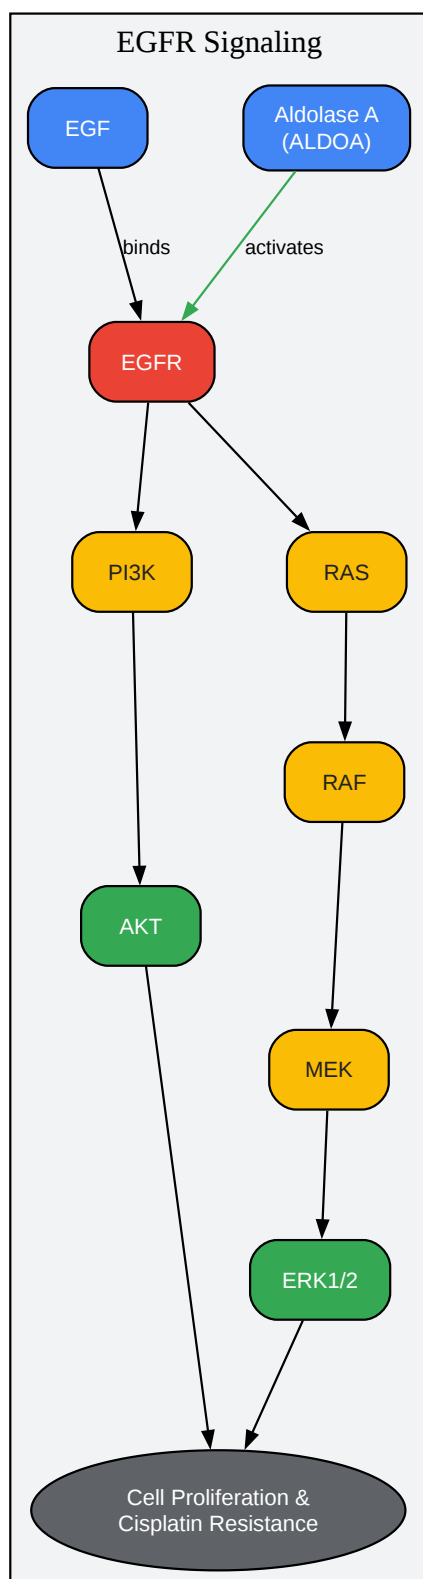 EGFR Signaling
EGF
Aldolase A
(ALDOA)
binds
activates
EGFR
PI3K
RAS
RAF
AKT
MEK
ERK1/2
Cell Proliferation &
Cisplatin Resistance